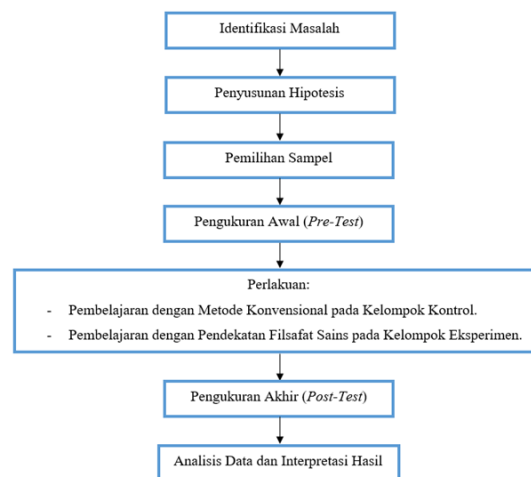 Identifikasi Masalah
Penyusunan Hipotesis
Pemilihan Sampel
Pengukuran Awal (Pre-Test)
Perlakuan:
- Pembelajaran dengan Metode Konvensional pada Kelompok Kontrol.
- Pembelajaran dengan Pendekatan Filsafat Sains pada Kelompok Eksperimen.
Pengukuran Akhir (Post-Test)
Analisis Data dan Interpretasi Hasil